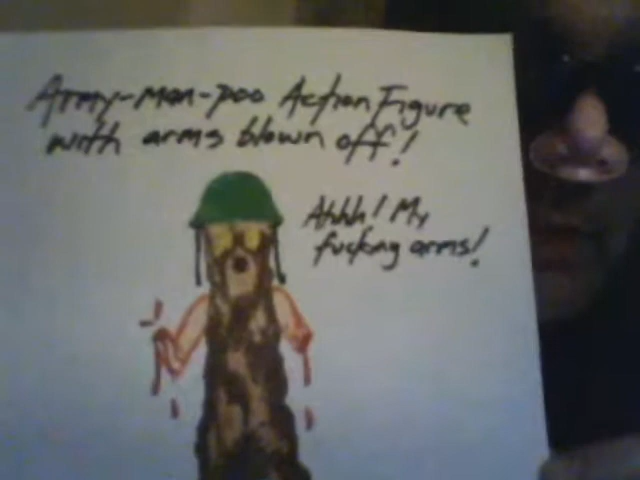 Army-Man-poo Action Figure
with arms blown off!
Ahhh! My
fucking arms!